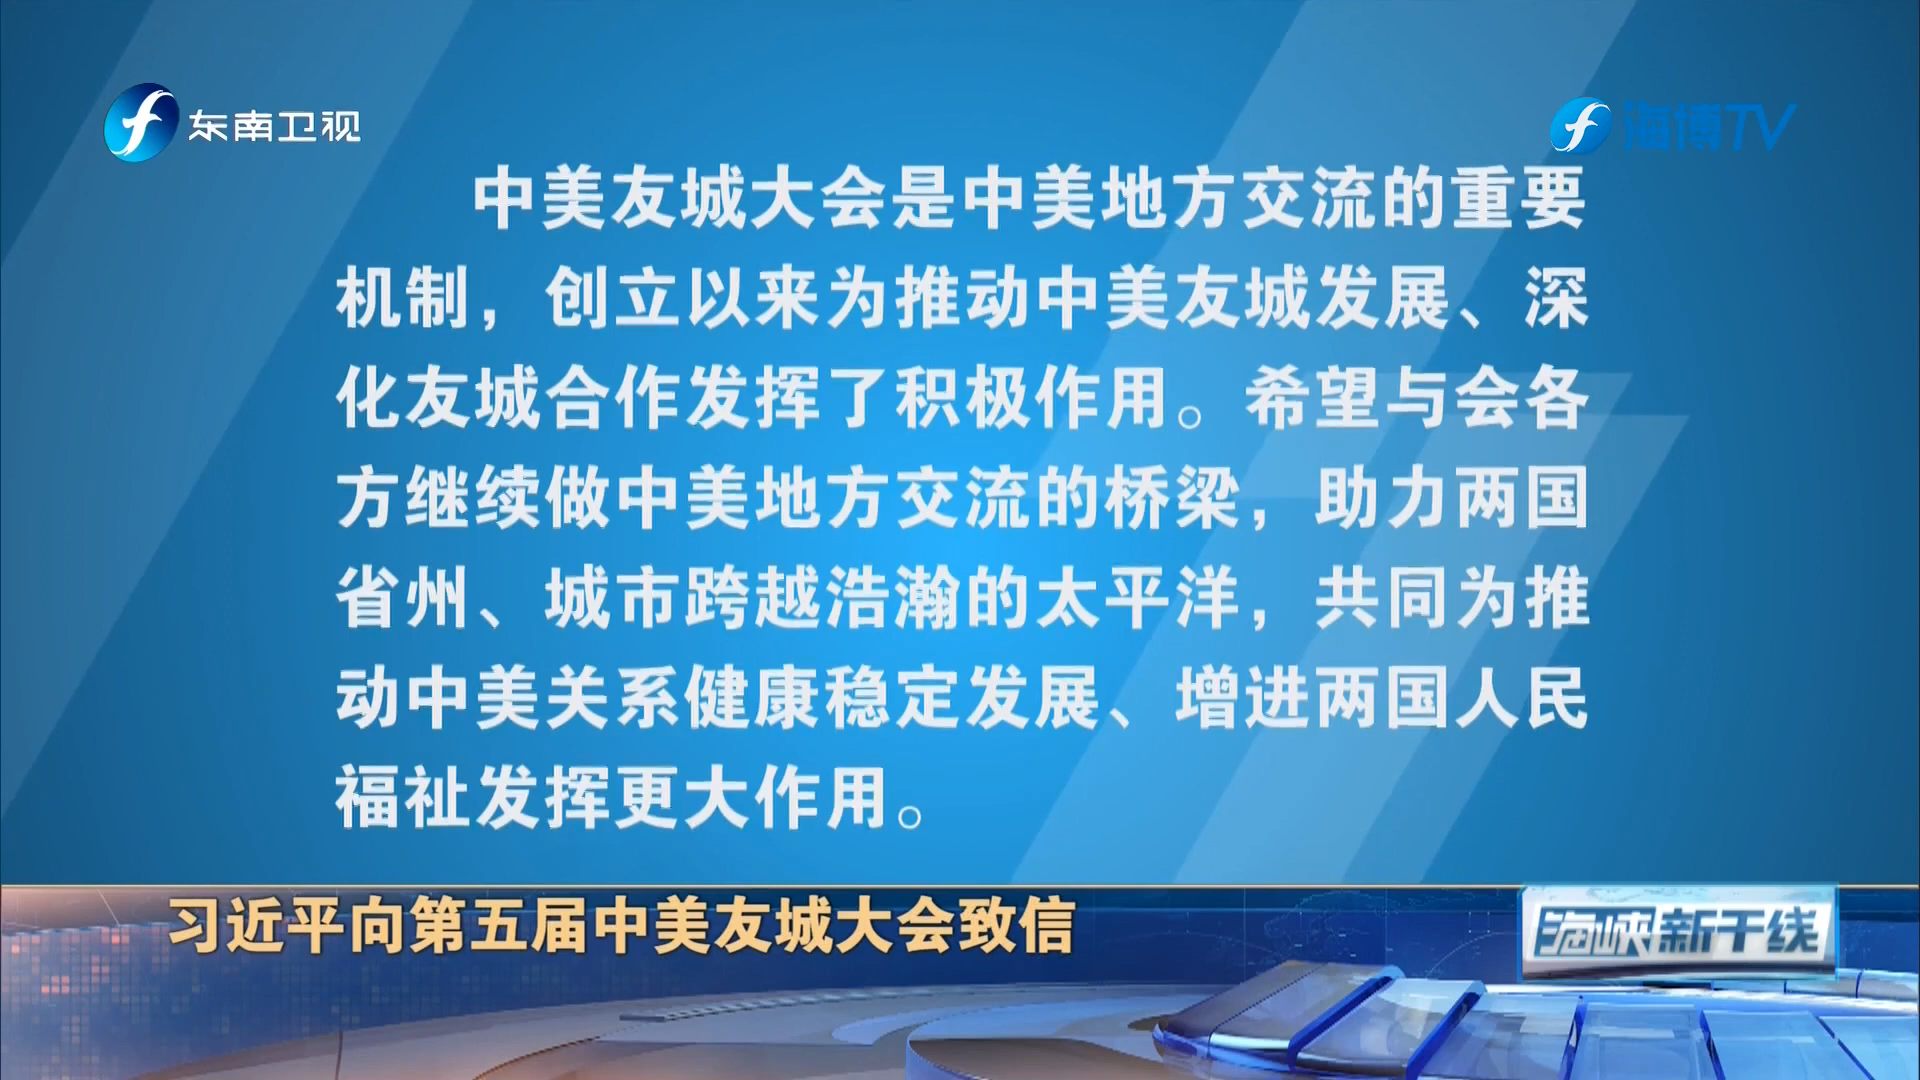 东南卫视
海博TV
中美友城大会是中美地方交流的重要
机制，创立以来为推动中美友城发展、深
化友城合作发挥了积极作用。希望与会各
方继续做中美地方交流的桥梁，助力两国
省州、城市跨越浩瀚的太平洋，共同为推
动中美关系健康稳定发展、增进两国人民
福祉发挥更大作用。
习近平向第五届中美友城大会致信
海峡新干线